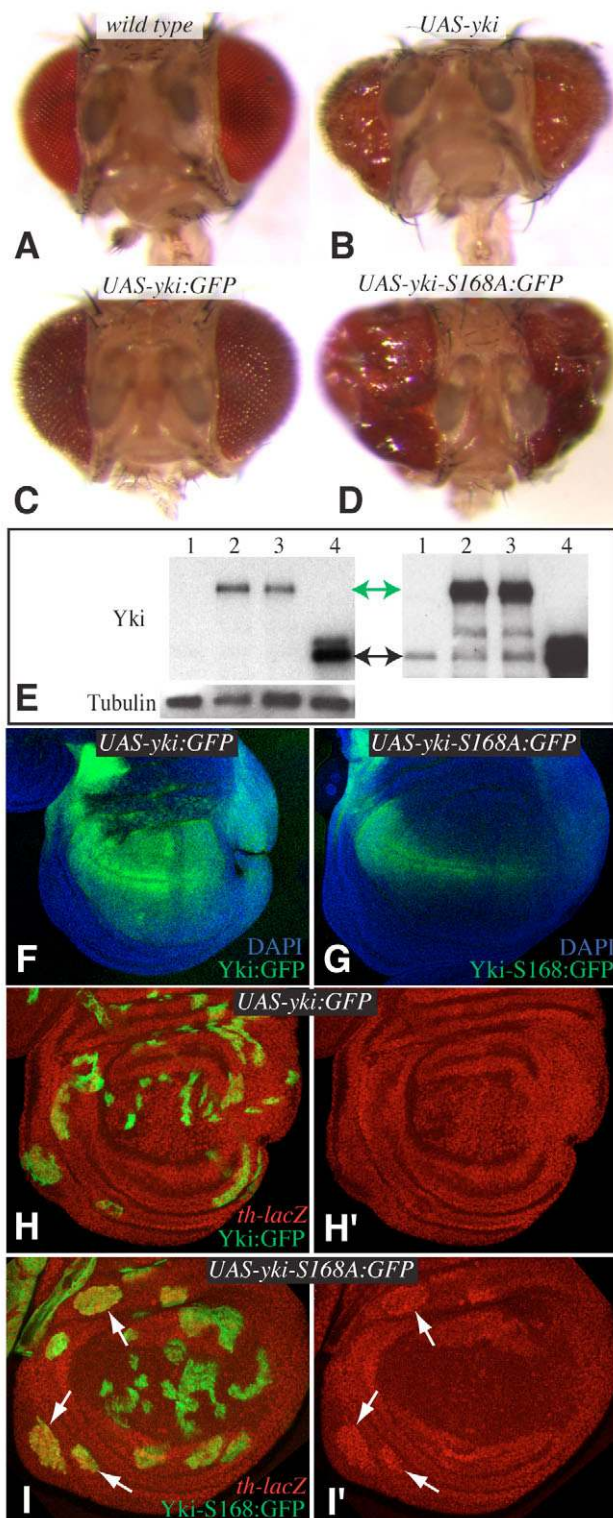 wild type
UAS-yki
A
B
UAS-yki:GFP
UAS-yki-S168A:GFP
C
D
1 2 3 4
1 2 3 4
Yki
E
Tubulin
UAS-yki:GFP
UAS-yki-S168A:GFP
F
DAPI
Yki:GFP
G
DAPI
Yki-S168:GFP
UAS-yki:GFP
H
th-lacZ
Yki:GFP
H'
UAS-yki-S168A:GFP
I
th-lacZ
Yki-S168:GFP
I'